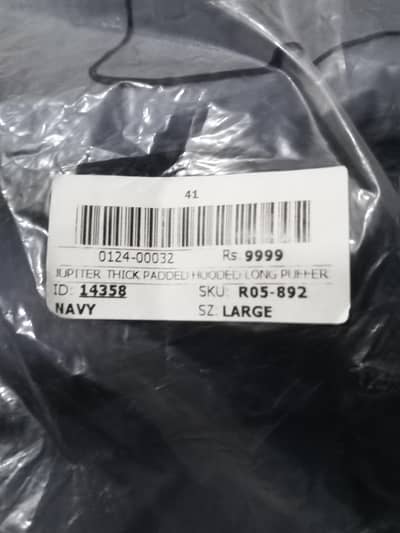 41
0124-00032 Rs 9999
JUPITER THICK PADDED HOODED LONG PUFFER
ID: 14358 SKU: R05-892
NAVY SZ: LARGE